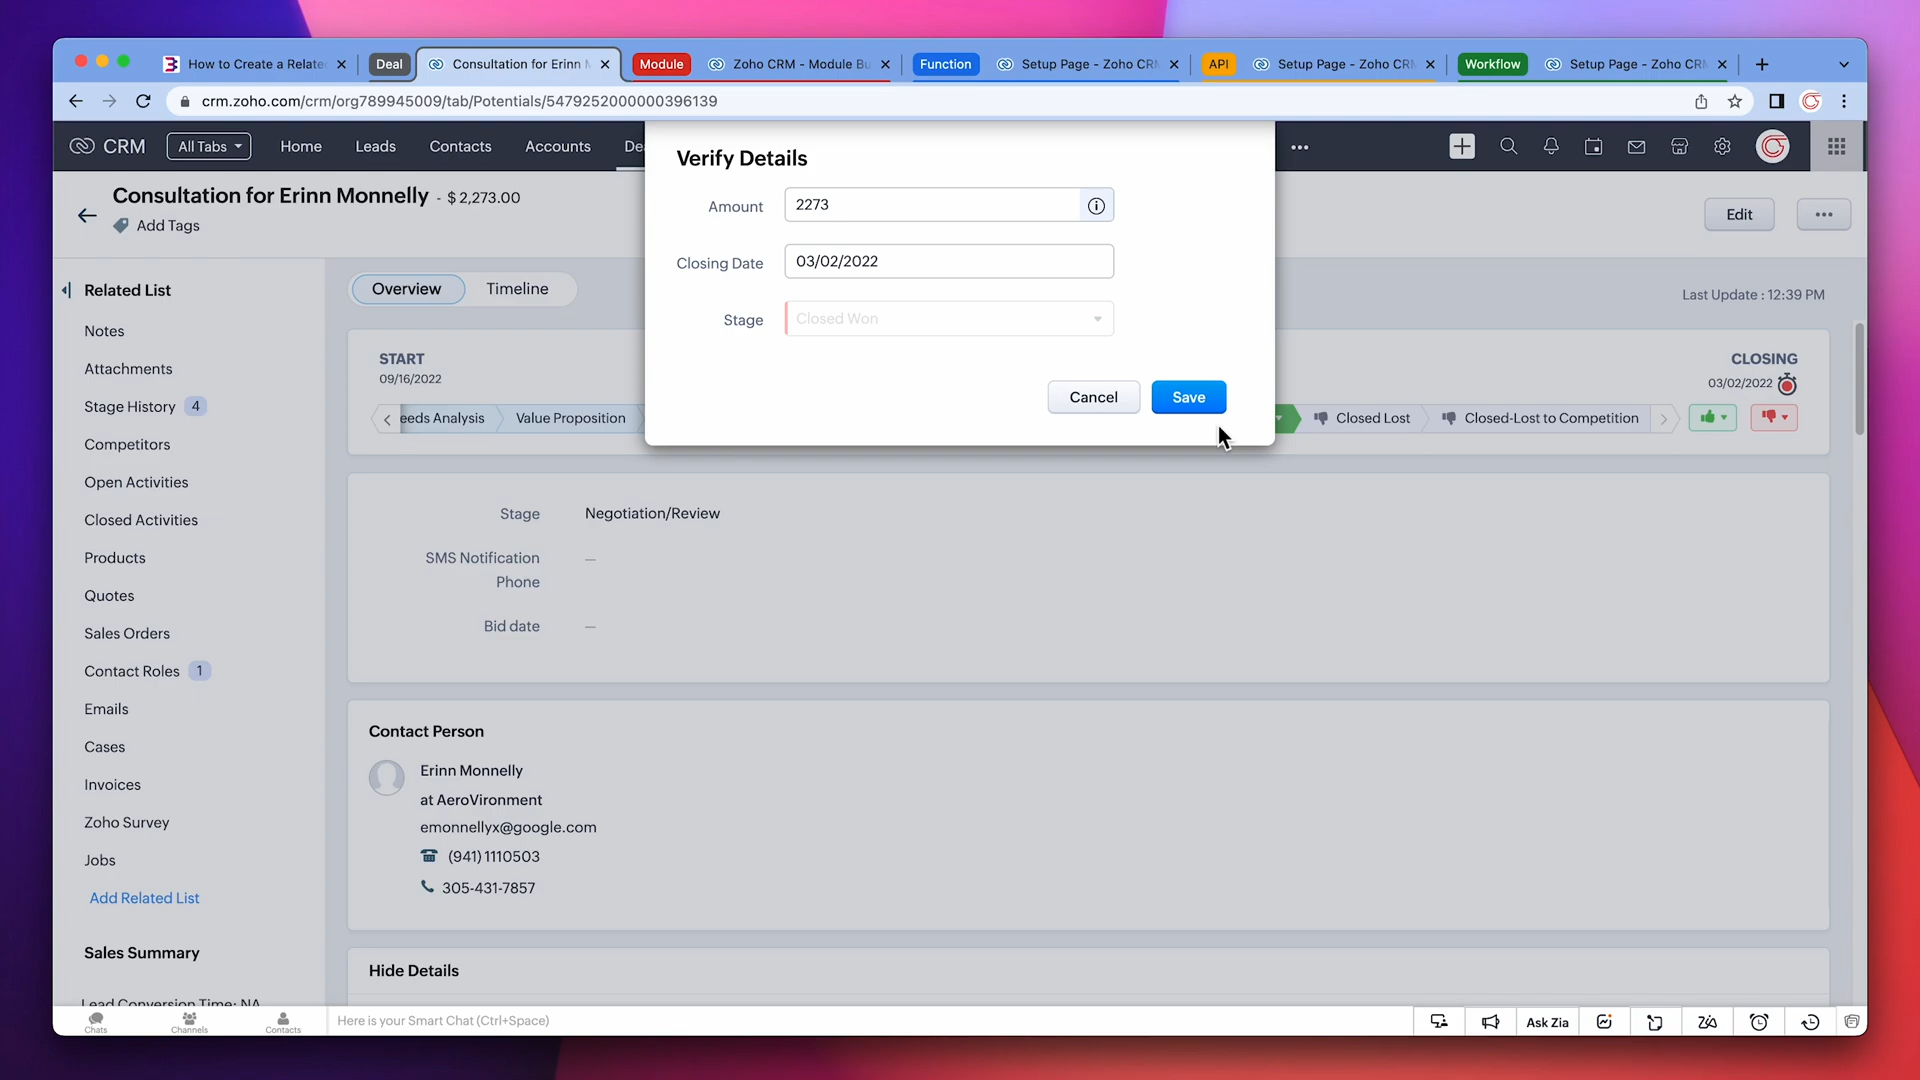 How to Create a Relate
Deal
Consultation for Erinn M
Module
Zoho CRM - Module Bu
Function
Setup Page - Zoho CRM
API
Setup Page - Zoho CRM
Workflow
Setup Page - Zoho CRM
crm.zoho.com/crm/org789945009/tab/Potentials/5479252000000396139
CRM
All Tabs
Home
Leads
Contacts
Accounts
De
Verify Details
Amount
2273
Closing Date
03/02/2022
Stage
Closed Won
Cancel
Save
Consultation for Erinn Monnelly - $ 2,273.00
Add Tags
Edit
Related List
Notes
Attachments
Stage History 4
Competitors
Open Activities
Closed Activities
Products
Quotes
Sales Orders
Contact Roles 1
Emails
Cases
Invoices
Zoho Survey
Jobs
Add Related List
Sales Summary
Lead Conversion Time: NA
Overview
Timeline
Last Update : 12:39 PM
START
09/16/2022
CLOSING
03/02/2022
eeds Analysis
Value Proposition
Closed Lost
Closed-Lost to Competition
Stage
Negotiation/Review
SMS Notification
Phone
—
Bid date
—
Contact Person
Erinn Monnelly
at AeroVironment
emonnellyx@google.com
(941) 1110503
305-431-7857
Hide Details
Chats
Channels
Contacts
Here is your Smart Chat (Ctrl+Space)
Ask Zia